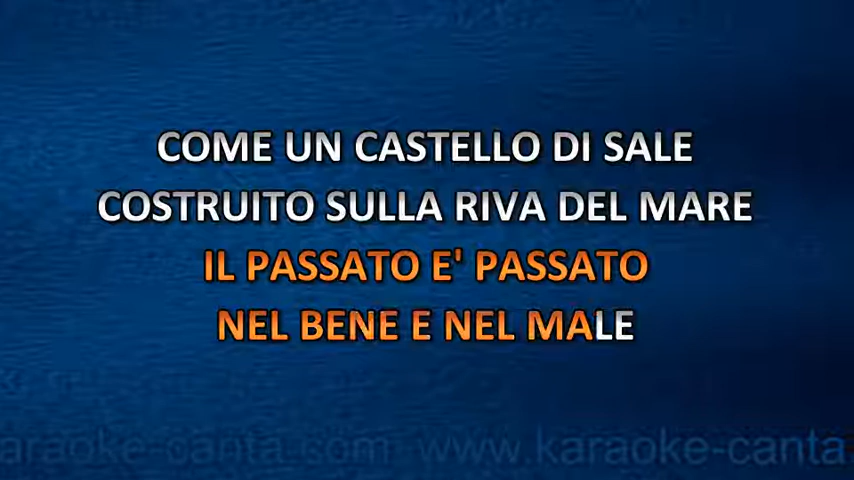 COME UN CASTELLO DI SALE
COSTRUITO SULLA RIVA DEL MARE
IL PASSATO E' PASSATO
NEL BENE E NEL MALE
araoke-canta.com www.karaoke-canta